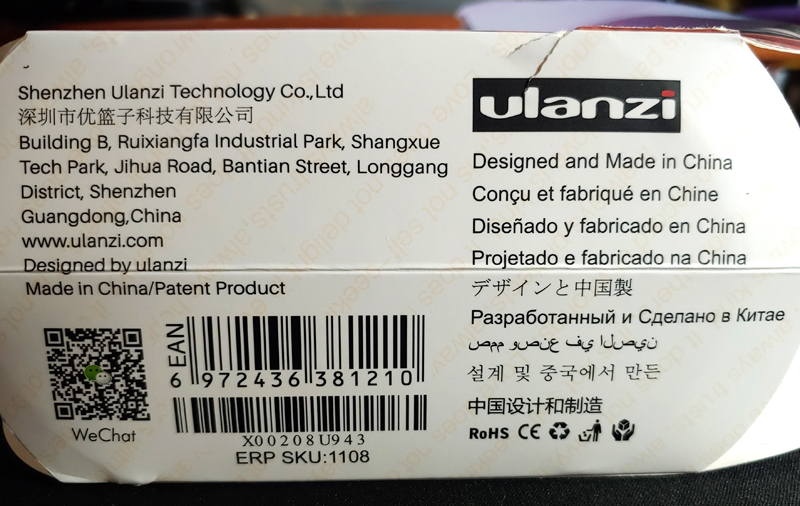 Shenzhen Ulanzi Technology Co.,Ltd
深圳市优篮子科技有限公司
Building B, Ruixiangfa Industrial Park, Shangxue
Tech Park, Jihua Road, Bantian Street, Longgang
District, Shenzhen
Guangdong,China
www.ulanzi.com
Designed by ulanzi
Made in China/Patent Product
WeChat
EAN
6 972436 381210
X00208U943
ERP SKU:1108
ulanzi
Designed and Made in China
Conçu et fabriqué en Chine
Diseñado y fabricado en China
Projetado e fabricado na China
デザインと中国製
Разработанный и Сделано в Китае
صمم وصنع في الصين
설계 및 중국에서 만든
中国设计和制造
RoHS CE